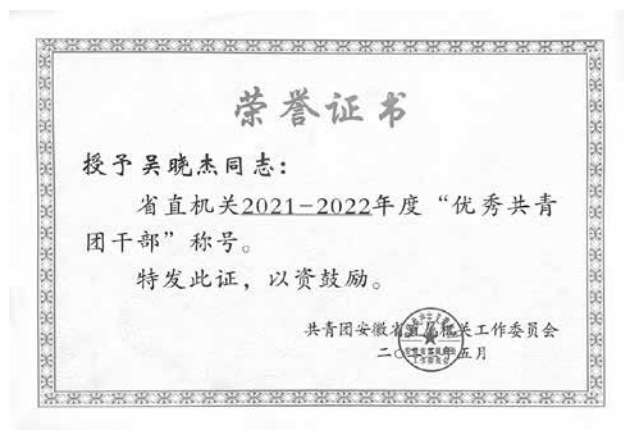 荣誉证书
授予吴晓杰同志：
省直机关2021-2022年度“优秀共青
团干部”称号。
特发此证，以资鼓励。
共青团安徽省直属机关工作委员会
二〇年五月